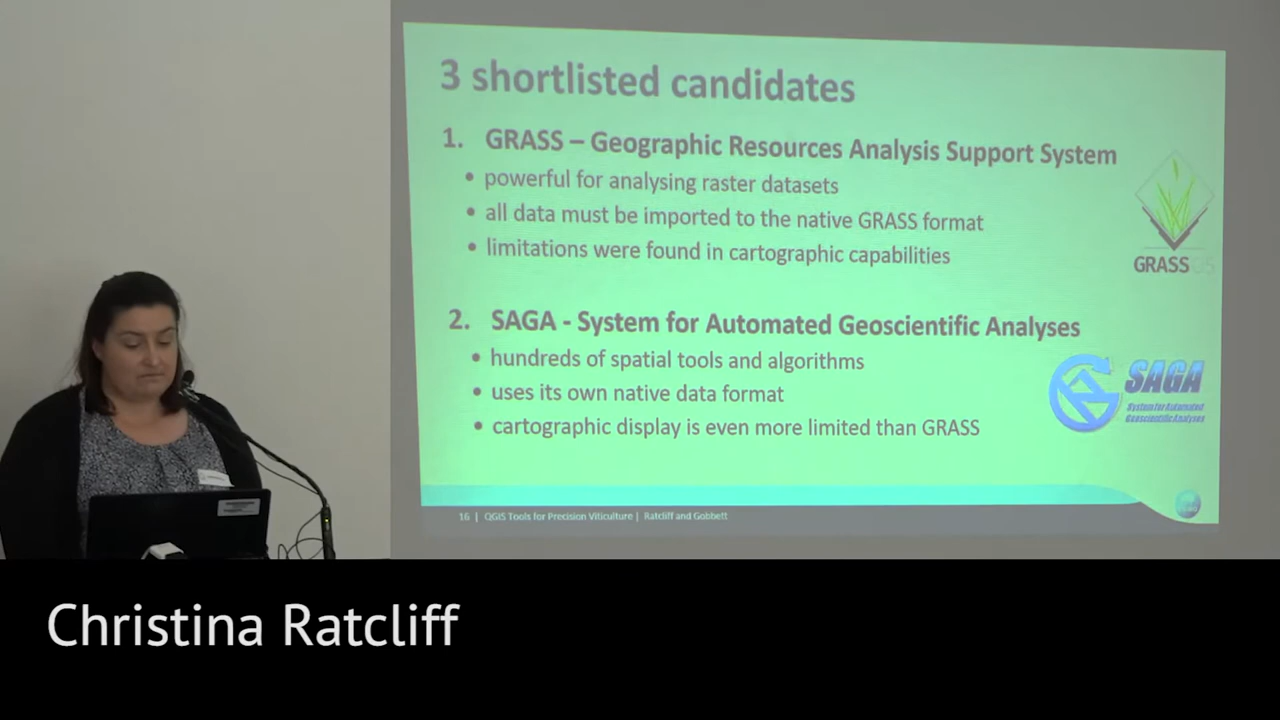 3 shortlisted candidates
1. GRASS – Geographic Resources Analysis Support System
• powerful for analysing raster datasets
• all data must be imported to the native GRASS format
• limitations were found in cartographic capabilities
GRASS GIS
2. SAGA - System for Automated Geoscientific Analyses
• hundreds of spatial tools and algorithms
• uses its own native data format
• cartographic display is even more limited than GRASS
SAGA
System for Automated
Geoscientific Analyses
16 | QGIS Tools for Precision Viticulture | Ratcliff and Gobbett
Christina Ratcliff